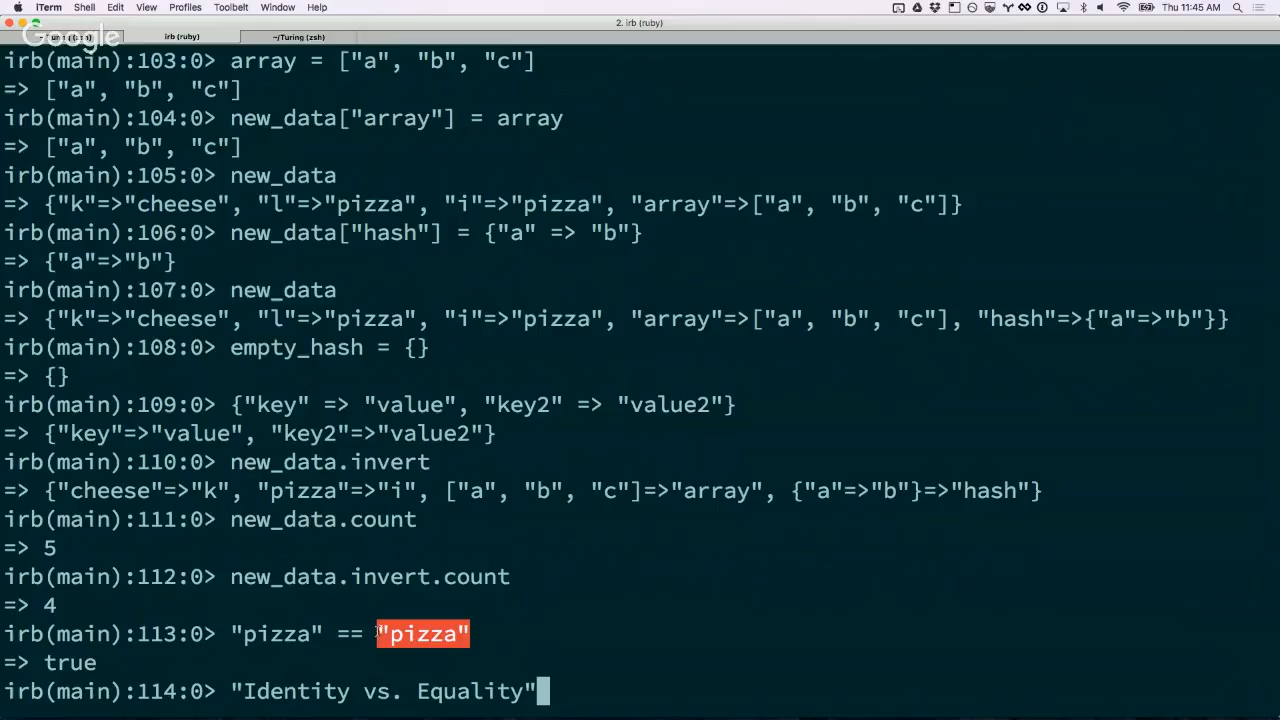 iTerm Shell Edit View Profiles Toolbelt Window Help Thu 11:45 AM
2. irb (ruby)
Google
irb (ruby) ~/Turing (zsh)
irb(main):103:0> array = ["a", "b", "c"]
=> ["a", "b", "c"]
irb(main):104:0> new_data["array"] = array
=> ["a", "b", "c"]
irb(main):105:0> new_data
=> {"k"=>"cheese", "l"=>"pizza", "i"=>"pizza", "array"=>["a", "b", "c"]}
irb(main):106:0> new_data["hash"] = {"a" => "b"}
=> {"a"=>"b"}
irb(main):107:0> new_data
=> {"k"=>"cheese", "l"=>"pizza", "i"=>"pizza", "array"=>["a", "b", "c"], "hash"=>{"a"=>"b"}}
irb(main):108:0> empty_hash = {}
=> {}
irb(main):109:0> {"key" => "value", "key2" => "value2"}
=> {"key"=>"value", "key2"=>"value2"}
irb(main):110:0> new_data.invert
=> {"cheese"=>"k", "pizza"=>"i", ["a", "b", "c"]=>"array", {"a"=>"b"}=>"hash"}
irb(main):111:0> new_data.count
=> 5
irb(main):112:0> new_data.invert.count
=> 4
irb(main):113:0> "pizza" == "pizza"
=> true
irb(main):114:0> "Identity vs. Equality"